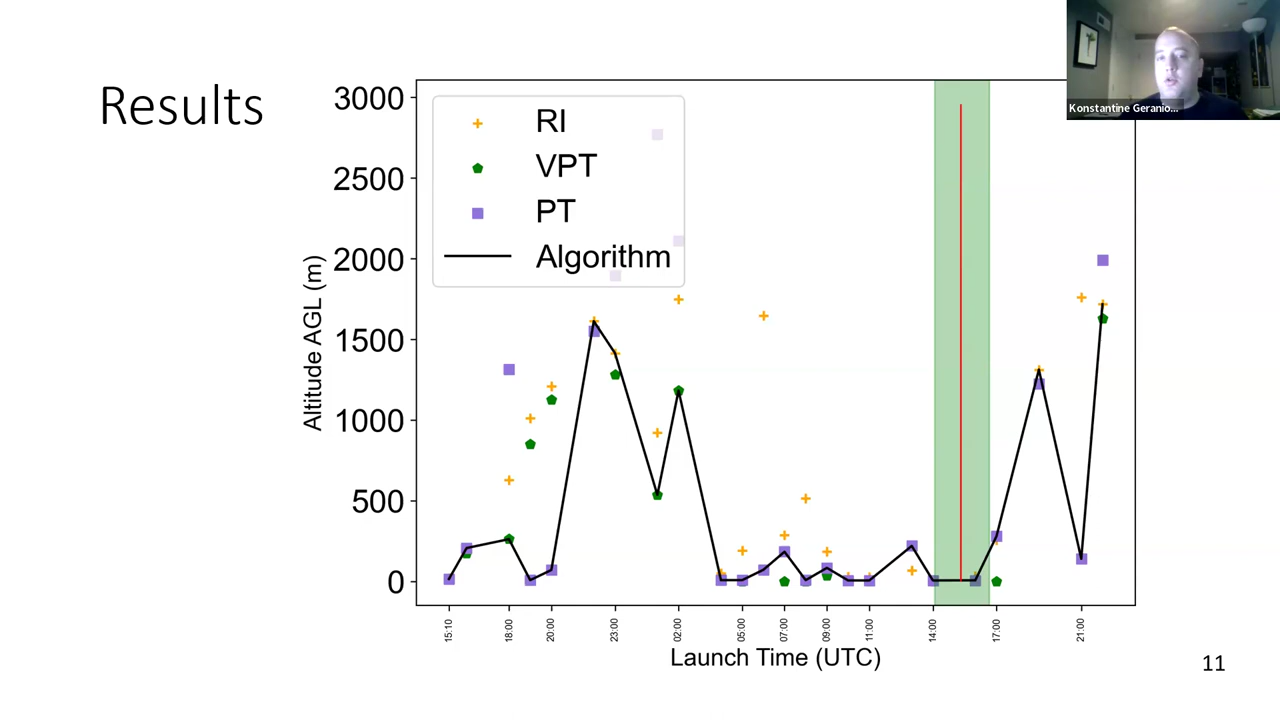 Results
Konstantine Geranio...
3000
2500
2000
1500
1000
500
0
Altitude AGL (m)
RI
VPT
PT
Algorithm
15:10
18:00
20:00
23:00
02:00
05:00
07:00
09:00
11:00
14:00
17:00
21:00
Launch Time (UTC)
11